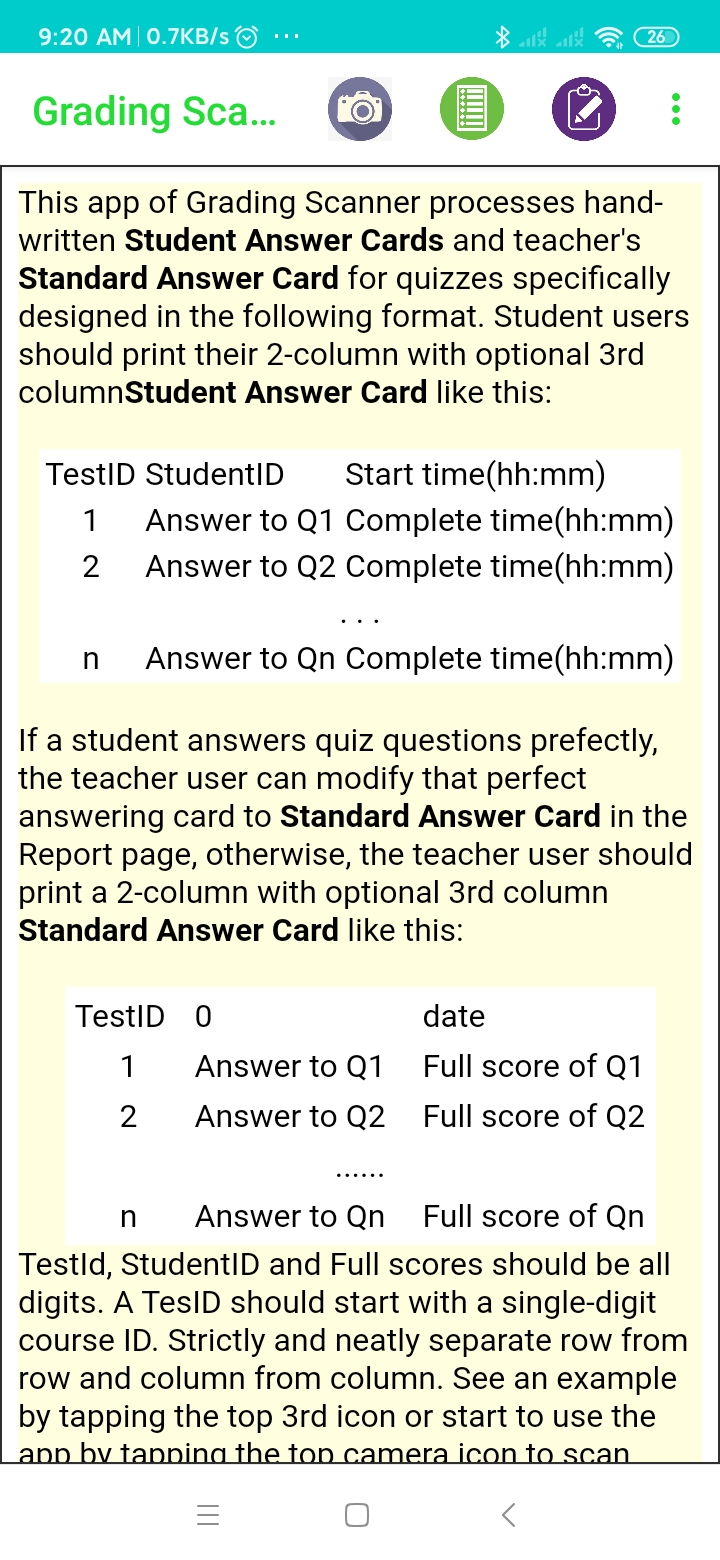 9:20 AM | 0.7KB/s ...
26
Grading Sca...
This app of Grading Scanner processes hand-
written Student Answer Cards and teacher's
Standard Answer Card for quizzes specifically
designed in the following format. Student users
should print their 2-column with optional 3rd
columnStudent Answer Card like this:
TestID StudentID Start time(hh:mm)
1 Answer to Q1 Complete time(hh:mm)
2 Answer to Q2 Complete time(hh:mm)
...
n Answer to Qn Complete time(hh:mm)
If a student answers quiz questions prefectly,
the teacher user can modify that perfect
answering card to Standard Answer Card in the
Report page, otherwise, the teacher user should
print a 2-column with optional 3rd column
Standard Answer Card like this:
TestID 0 date
1 Answer to Q1 Full score of Q1
2 Answer to Q2 Full score of Q2
......
n Answer to Qn Full score of Qn
TestId, StudentID and Full scores should be all
digits. A TesID should start with a single-digit
course ID. Strictly and neatly separate row from
row and column from column. See an example
by tapping the top 3rd icon or start to use the
app by tapping the top camera icon to scan